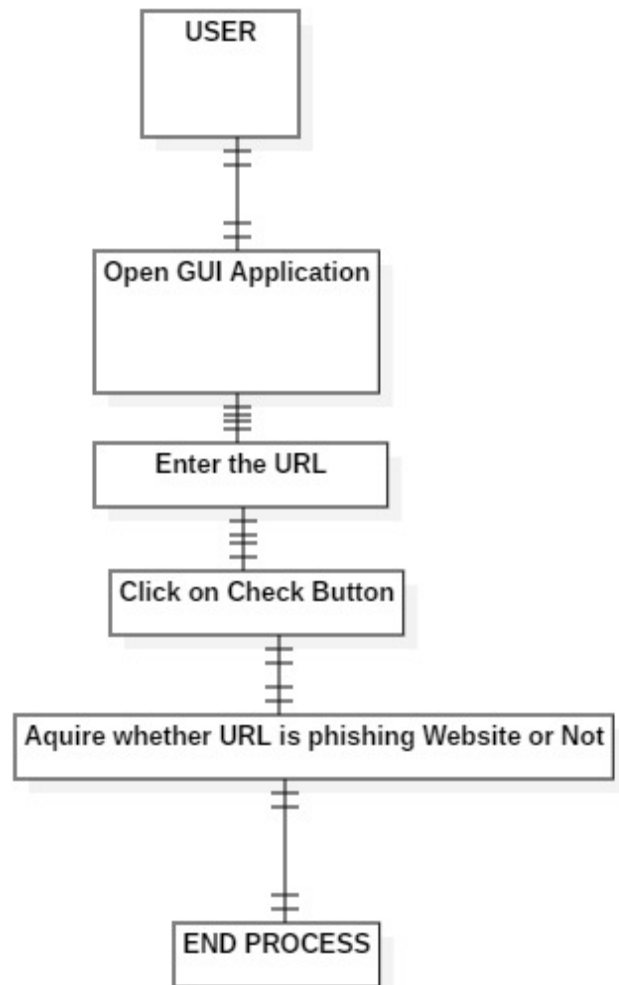 USER
Open GUI Application
Enter the URL
Click on Check Button
Aquire whether URL is phishing Website or Not
END PROCESS